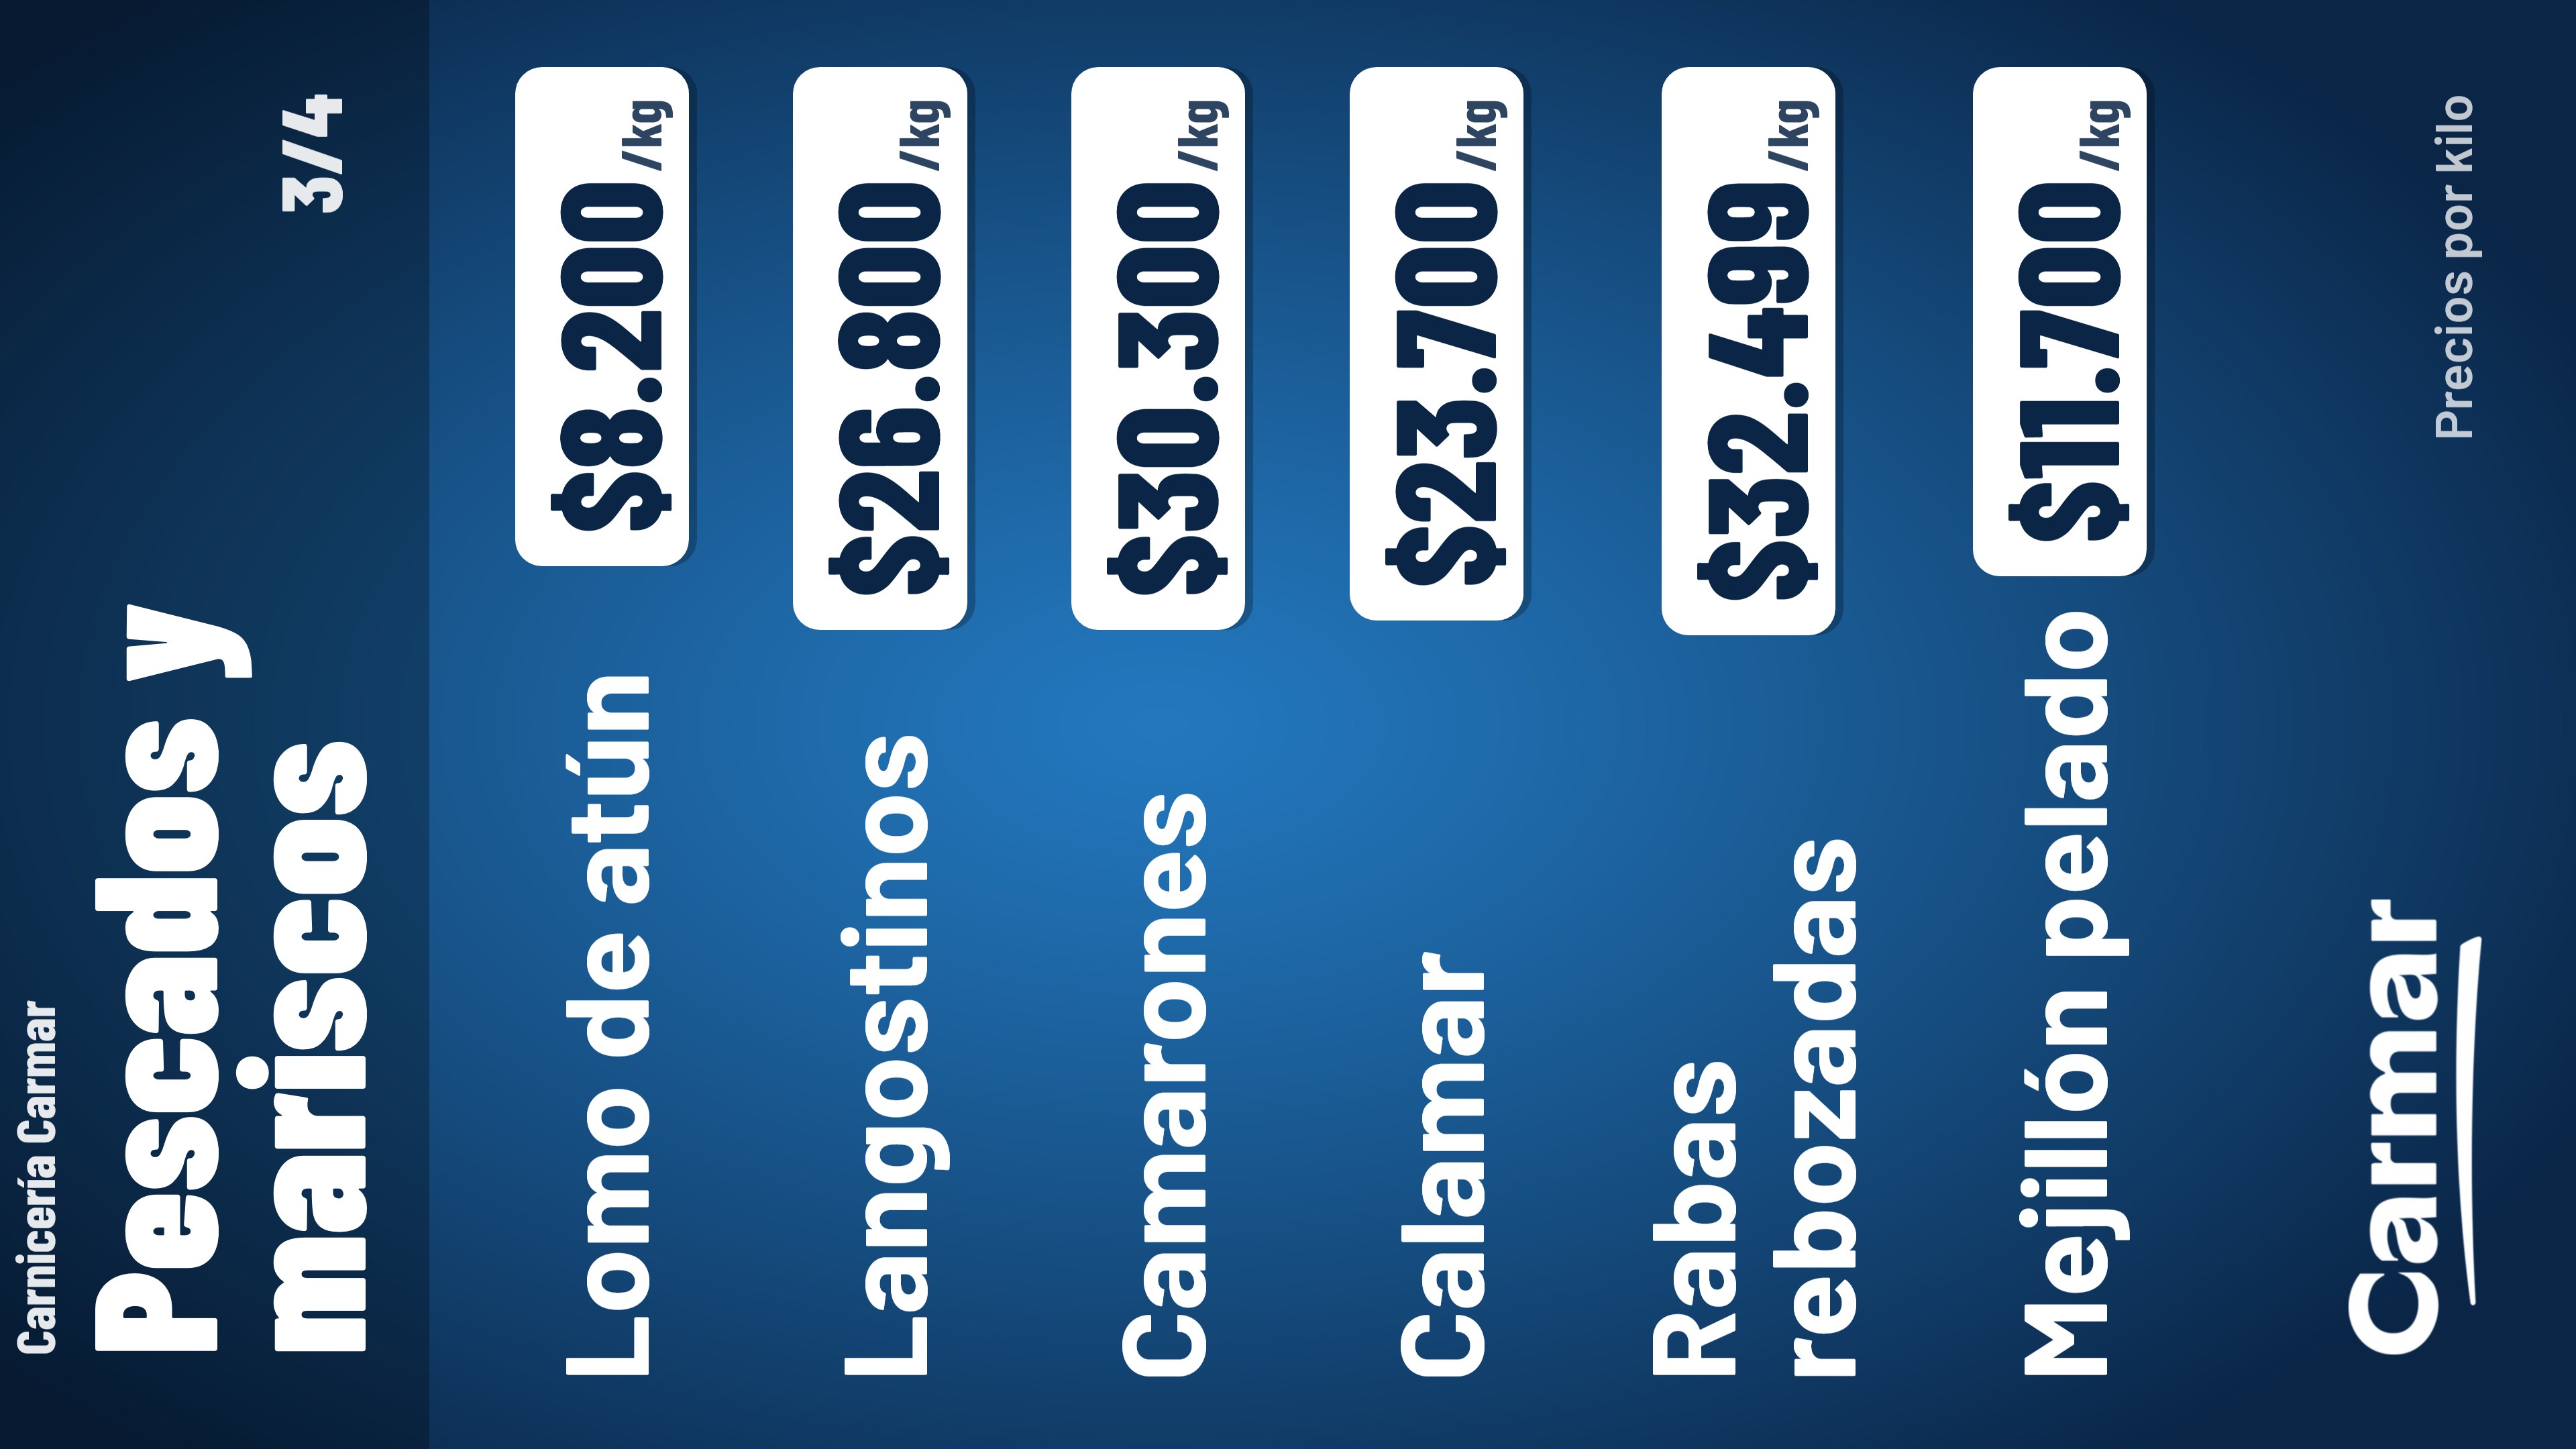 Carnicería Carmar
Pescados y
mariscos
3/4
Lomo de atún
$8.200/kg
Langostinos
$26.800/kg
Camarones
$30.300/kg
Calamar
$23.700/kg
Rabas
rebozadas
$32.499/kg
Mejillón pelado
$11.700/kg
Carmar
Precios por kilo